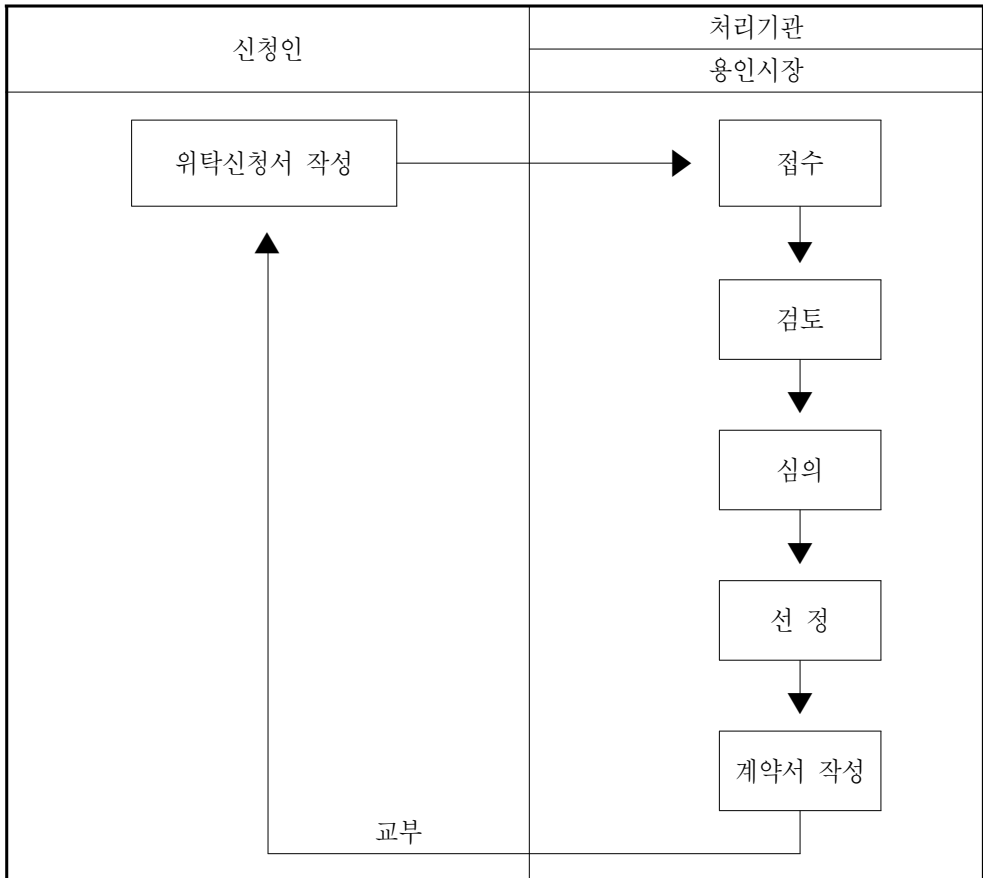 신청인
처리기관
용인시장
위탁신청서 작성
접수
검토
심의
선 정
계약서 작성
교부